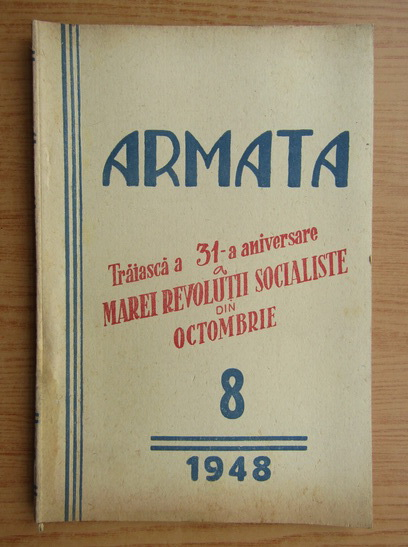 ARMATA
Trăiască a 31-a aniversare
a
MAREI REVOLUȚII SOCIALISTE
DIN
OCTOMBRIE
8
1948